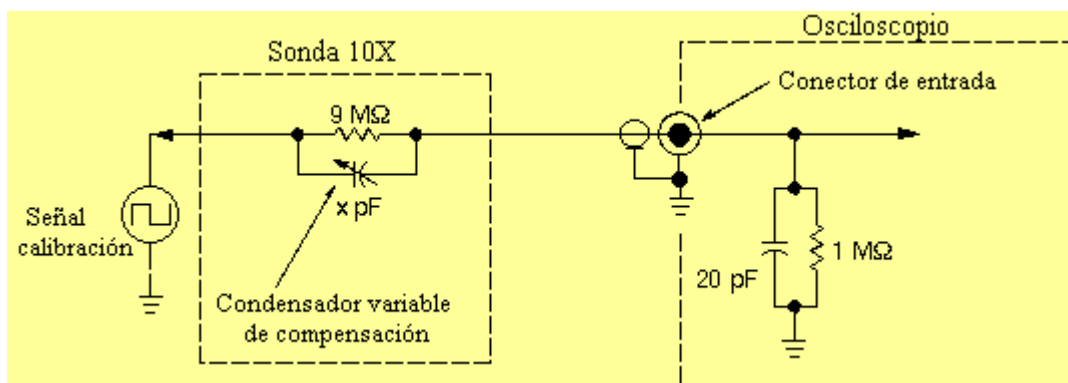 Osciloscopio
Sonda 10X
Conector de entrada
9 MΩ
x pF
Señal
calibración
20 pF
1 MΩ
Condensador variable
de compensación